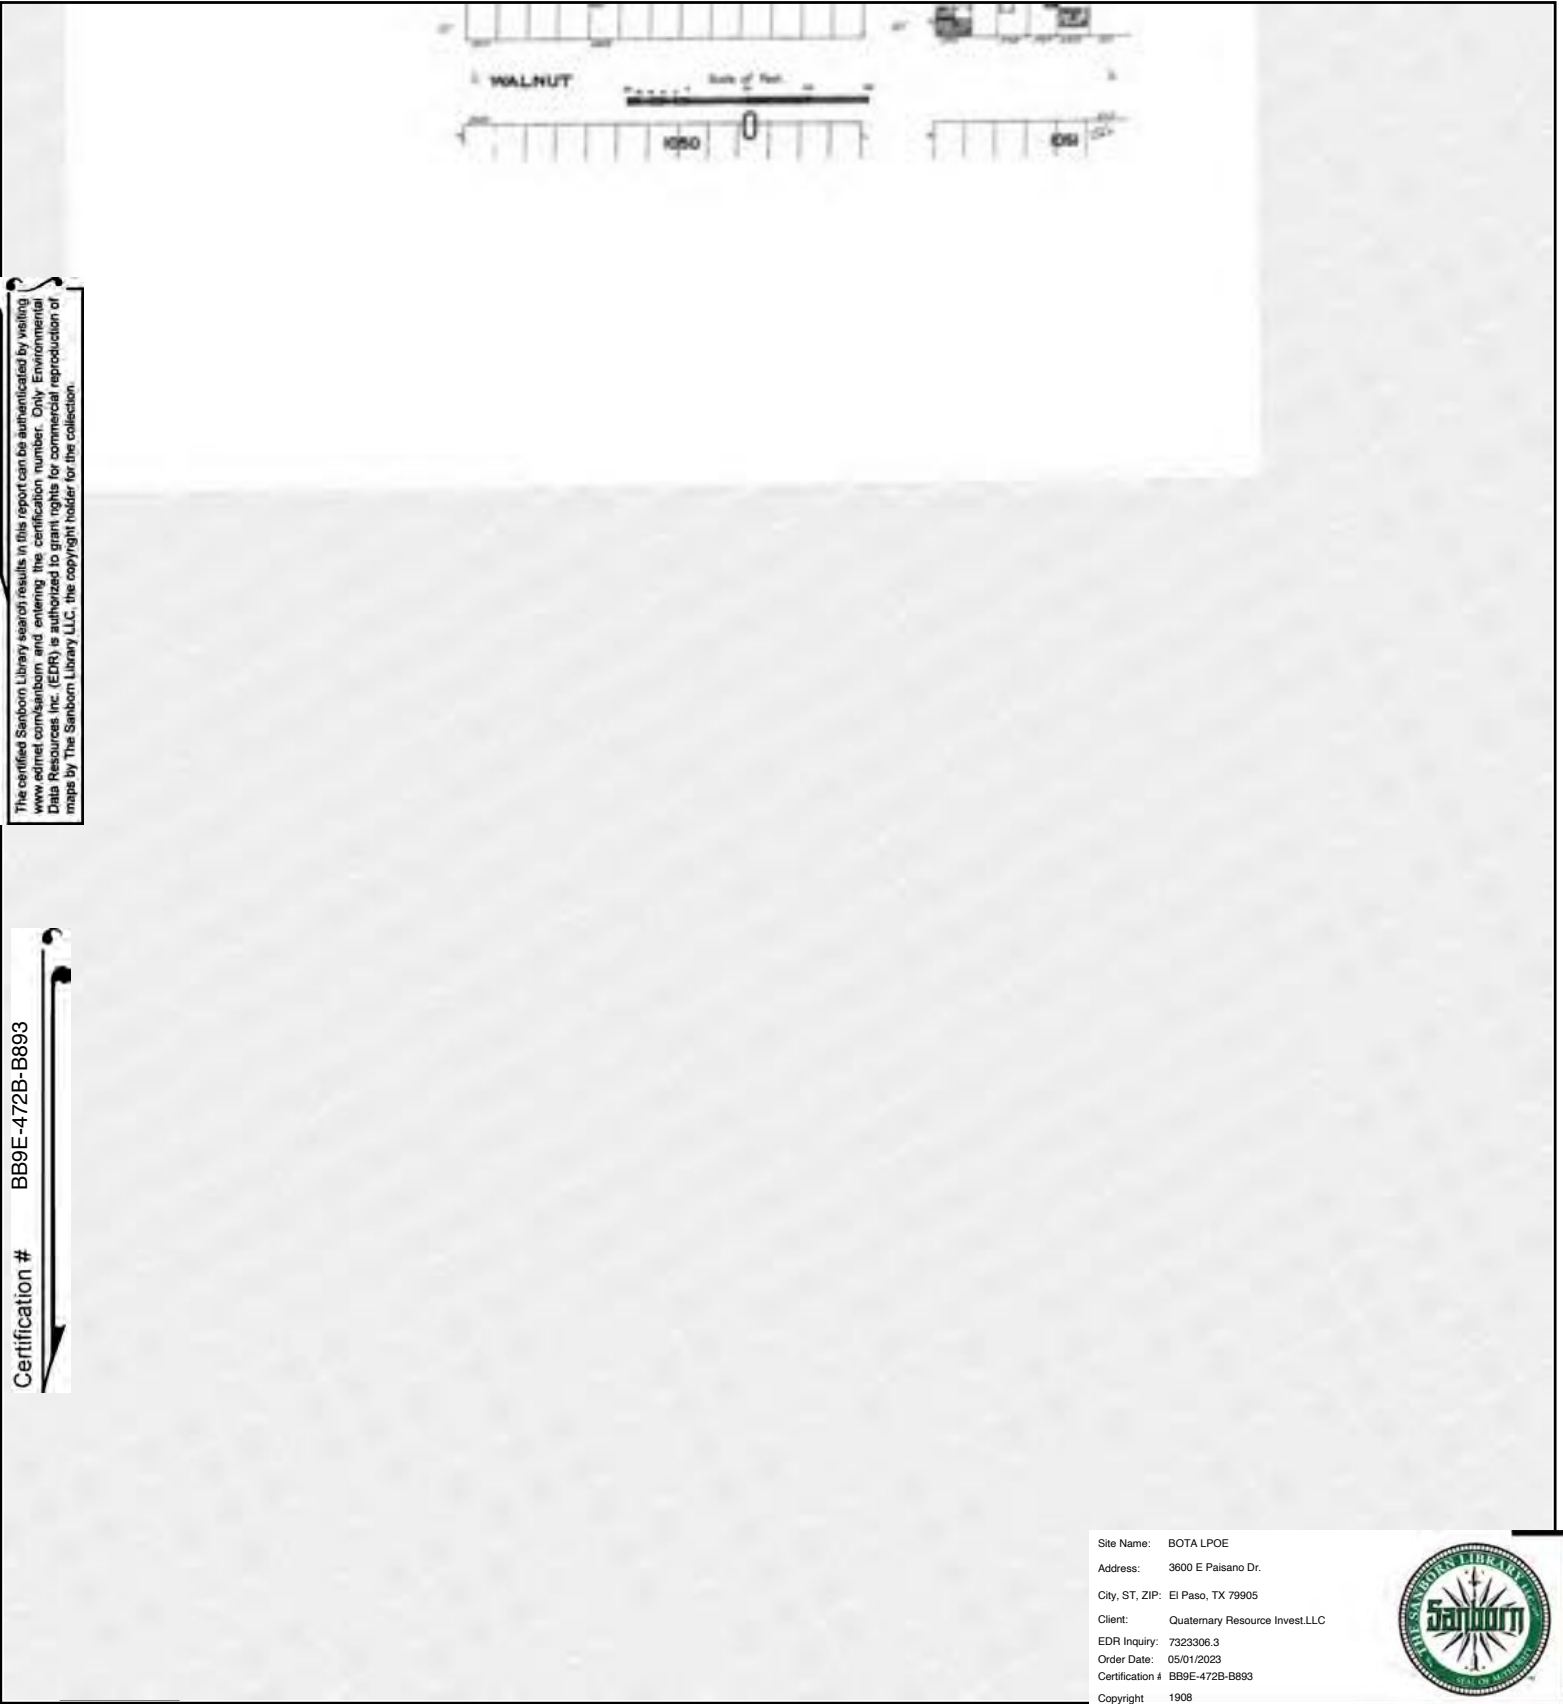 WALNUT
Scale of Feet.
1050
1051
The certified Sanborn Library search results in this report can be authenticated by visiting
www.edrnet.com/sanborn and entering the certification number. Only Environmental
Data Resources Inc. (EDR) is authorized to grant rights for commercial reproduction of
maps by The Sanborn Library LLC, the copyright holder for the collection.
Certification # BB9E-472B-B893
Site Name: BOTA LPOE
Address: 3600 E Paisano Dr.
City, ST, ZIP: El Paso, TX 79905
Client: Quaternary Resource Invest.LLC
EDR Inquiry: 7323306.3
Order Date: 05/01/2023
Certification # BB9E-472B-B893
Copyright 1908
THE SANBORN LIBRARY LLC
Sanborn
SEAL OF AUTHENTICITY